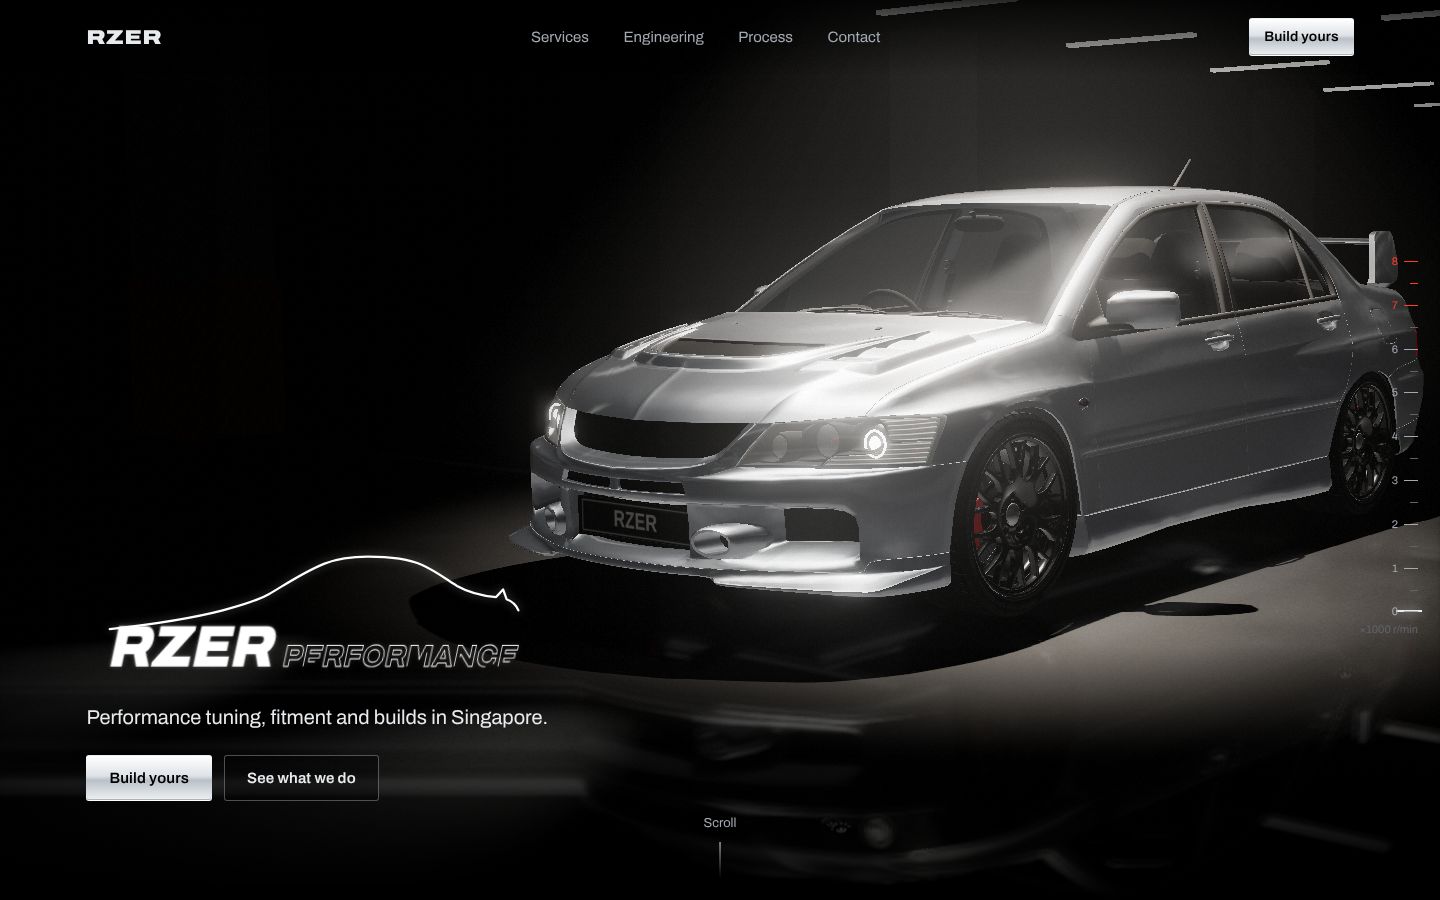 RZER
Services
Engineering
Process
Contact
Build yours
8
7
6
5
4
3
2
1
0
×1000 r/min
RZER
RZER PERFORMANCE
Performance tuning, fitment and builds in Singapore.
Build yours
See what we do
Scroll